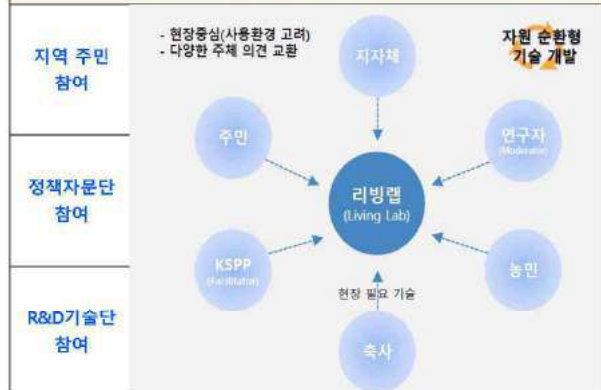 지역 주민
참여
정책자문단
참여
R&D기술단
참여
- 현장중심(사용환경 고려)
- 다양한 주체 의견 교환
자원 순환형
기술 개발
지자체
주민
연구자
(Moderator)
리빙랩
(Living Lab)
KSPP
(Facilitator)
농민
현장 필요 기술
축사